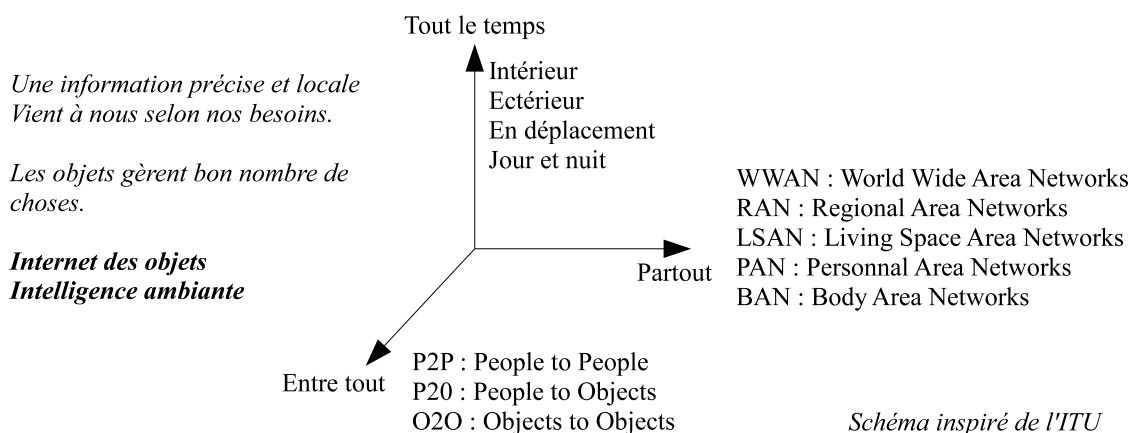 Tout le temps
Une information précise et locale
Vient à nous selon nos besoins.
Les objets gèrent bon nombre de
choses.
Internet des objets
Intelligence ambiante
Intérieur
Ectérieur
En déplacement
Jour et nuit
Partout
WWAN : World Wide Area Networks
RAN : Regional Area Networks
LSAN : Living Space Area Networks
PAN : Personnal Area Networks
BAN : Body Area Networks
Entre tout
P2P : People to People
P20 : People to Objects
O2O : Objects to Objects
Schéma inspiré de l'ITU